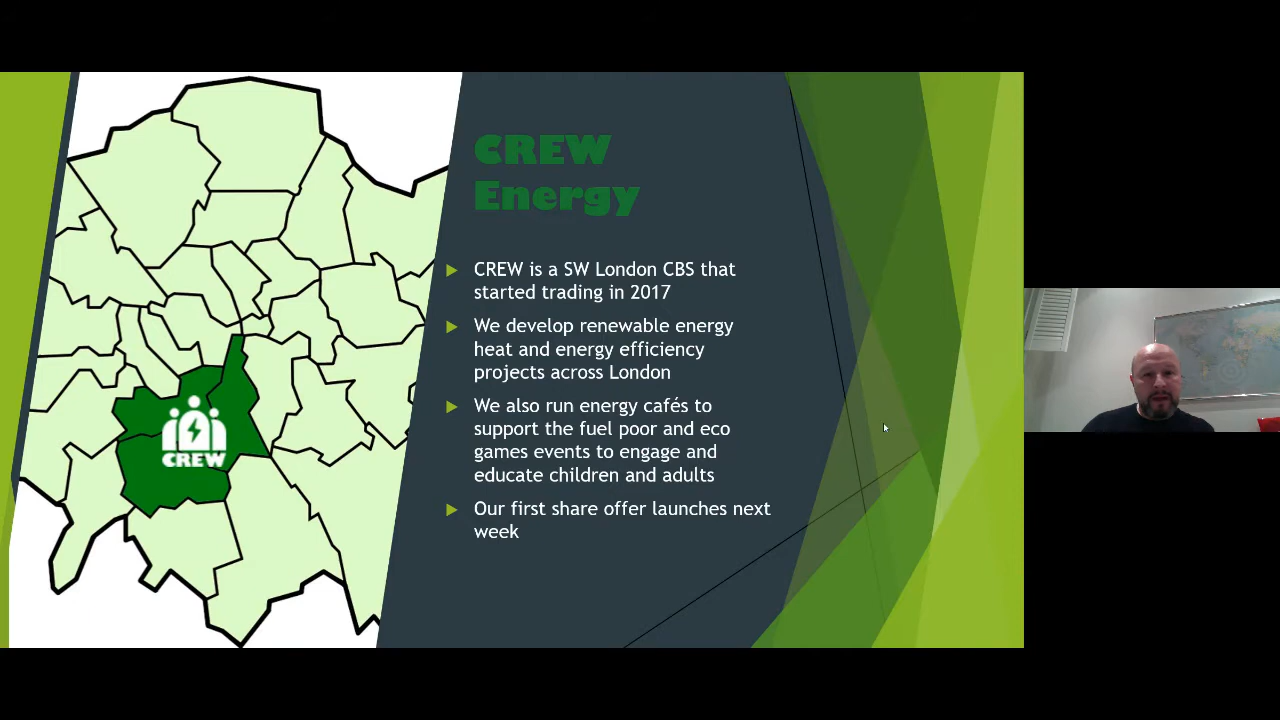 CREW
Energy
CREW is a SW London CBS that
started trading in 2017
We develop renewable energy
heat and energy efficiency
projects across London
We also run energy cafés to
support the fuel poor and eco
games events to engage and
educate children and adults
Our first share offer launches next
week
CREW